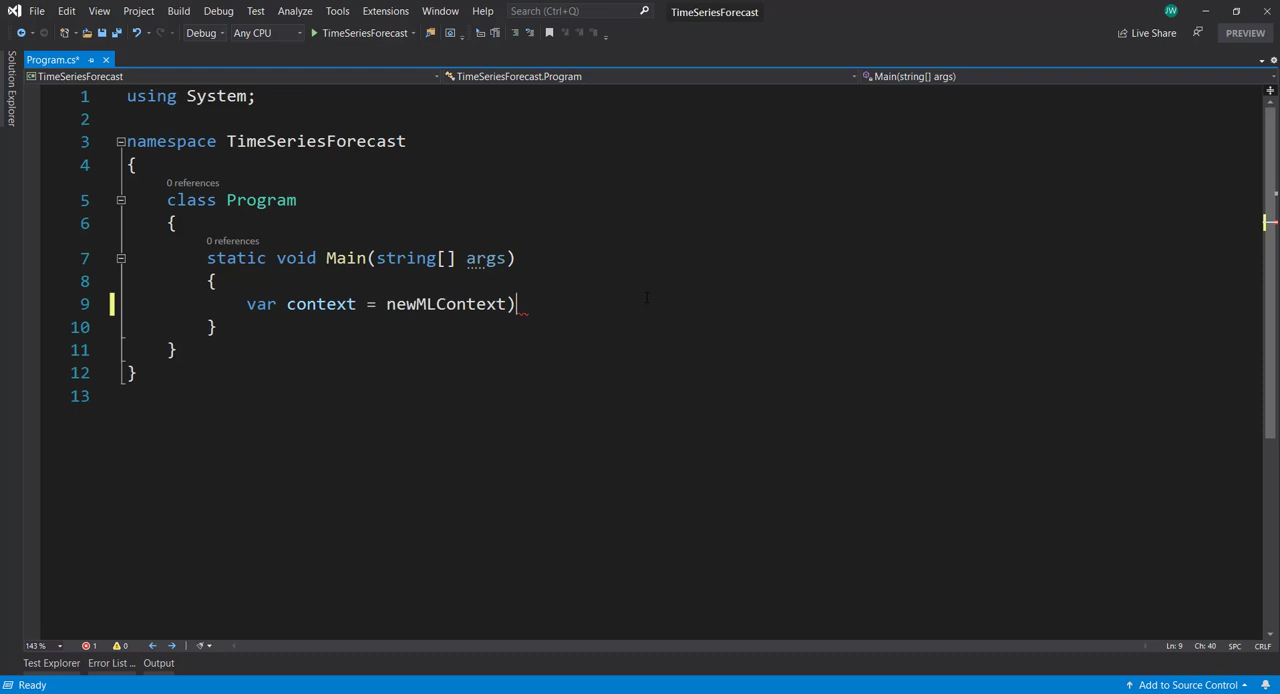 File Edit View Project Build Debug Test Analyze Tools Extensions Window Help Search (Ctrl+Q) TimeSeriesForecast JW
Debug Any CPU TimeSeriesForecast Live Share PREVIEW
Program.cs*
TimeSeriesForecast TimeSeriesForecast.Program Main(string[] args)
Solution Explorer
1 using System;
2
3 namespace TimeSeriesForecast
4 {
0 references
5 class Program
6 {
0 references
7 static void Main(string[] args)
8 {
9 var context = newMLContext)
10 }
11 }
12 }
13
143 % 1 0 Ln: 9 Ch: 40 SPC CRLF
Test Explorer Error List ... Output
Ready Add to Source Control